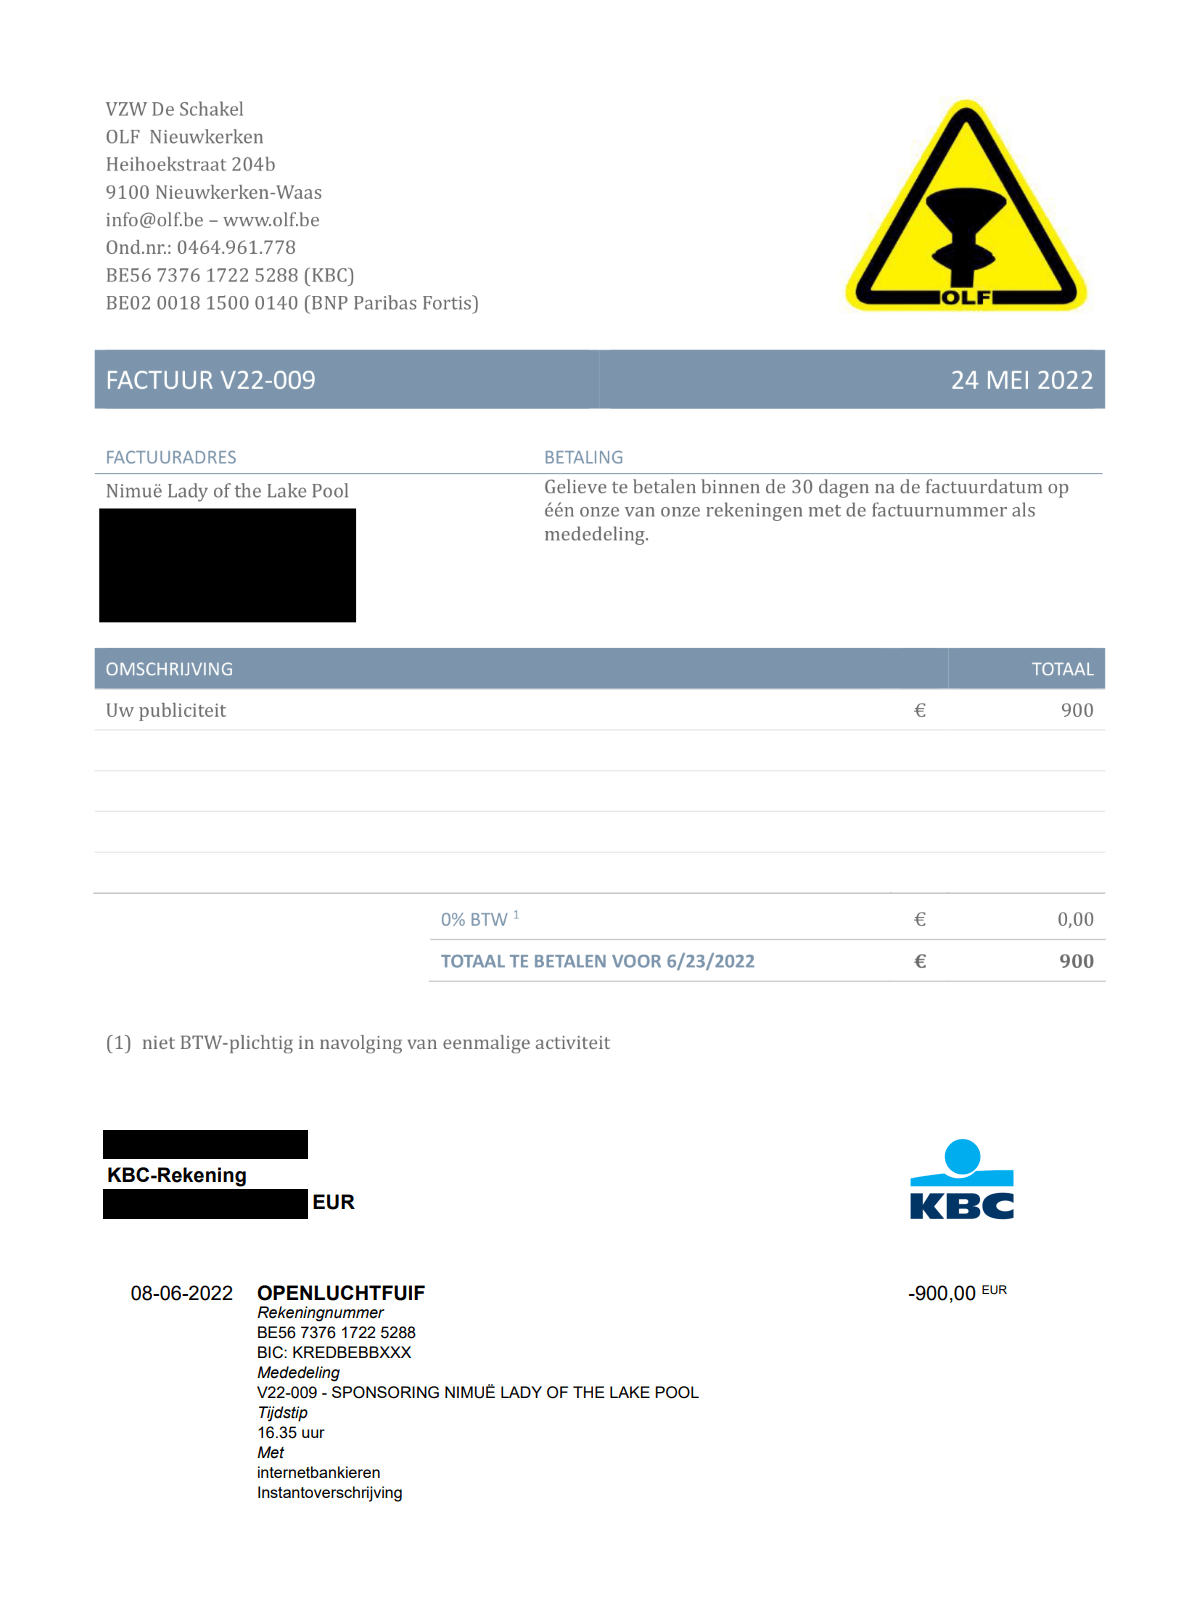 VZW De Schakel
OLF Nieuwkerken
Heihoekstraat 204b
9100 Nieuwkerken-Waas
info@olf.be – www.olf.be
Ond.nr.: 0464.961.778
BE56 7376 1722 5288 (KBC)
BE02 0018 1500 0140 (BNP Paribas Fortis)
OLF
FACTUUR V22-009 24 MEI 2022
FACTUURADRES BETALING
Nimuë Lady of the Lake Pool
Gelieve te betalen binnen de 30 dagen na de factuurdatum op
één onze van onze rekeningen met de factuurnummer als
mededeling.
OMSCHRIJVING TOTAAL
Uw publiciteit € 900
0% BTW 1 € 0,00
TOTAAL TE BETALEN VOOR 6/23/2022 € 900
(1) niet BTW-plichtig in navolging van eenmalige activiteit
KBC-Rekening
EUR
KBC
08-06-2022 OPENLUCHTFUIF -900,00 EUR
Rekeningnummer
BE56 7376 1722 5288
BIC: KREDBEBBXXX
Mededeling
V22-009 - SPONSORING NIMUË LADY OF THE LAKE POOL
Tijdstip
16.35 uur
Met
internetbankieren
Instantoverschrijving